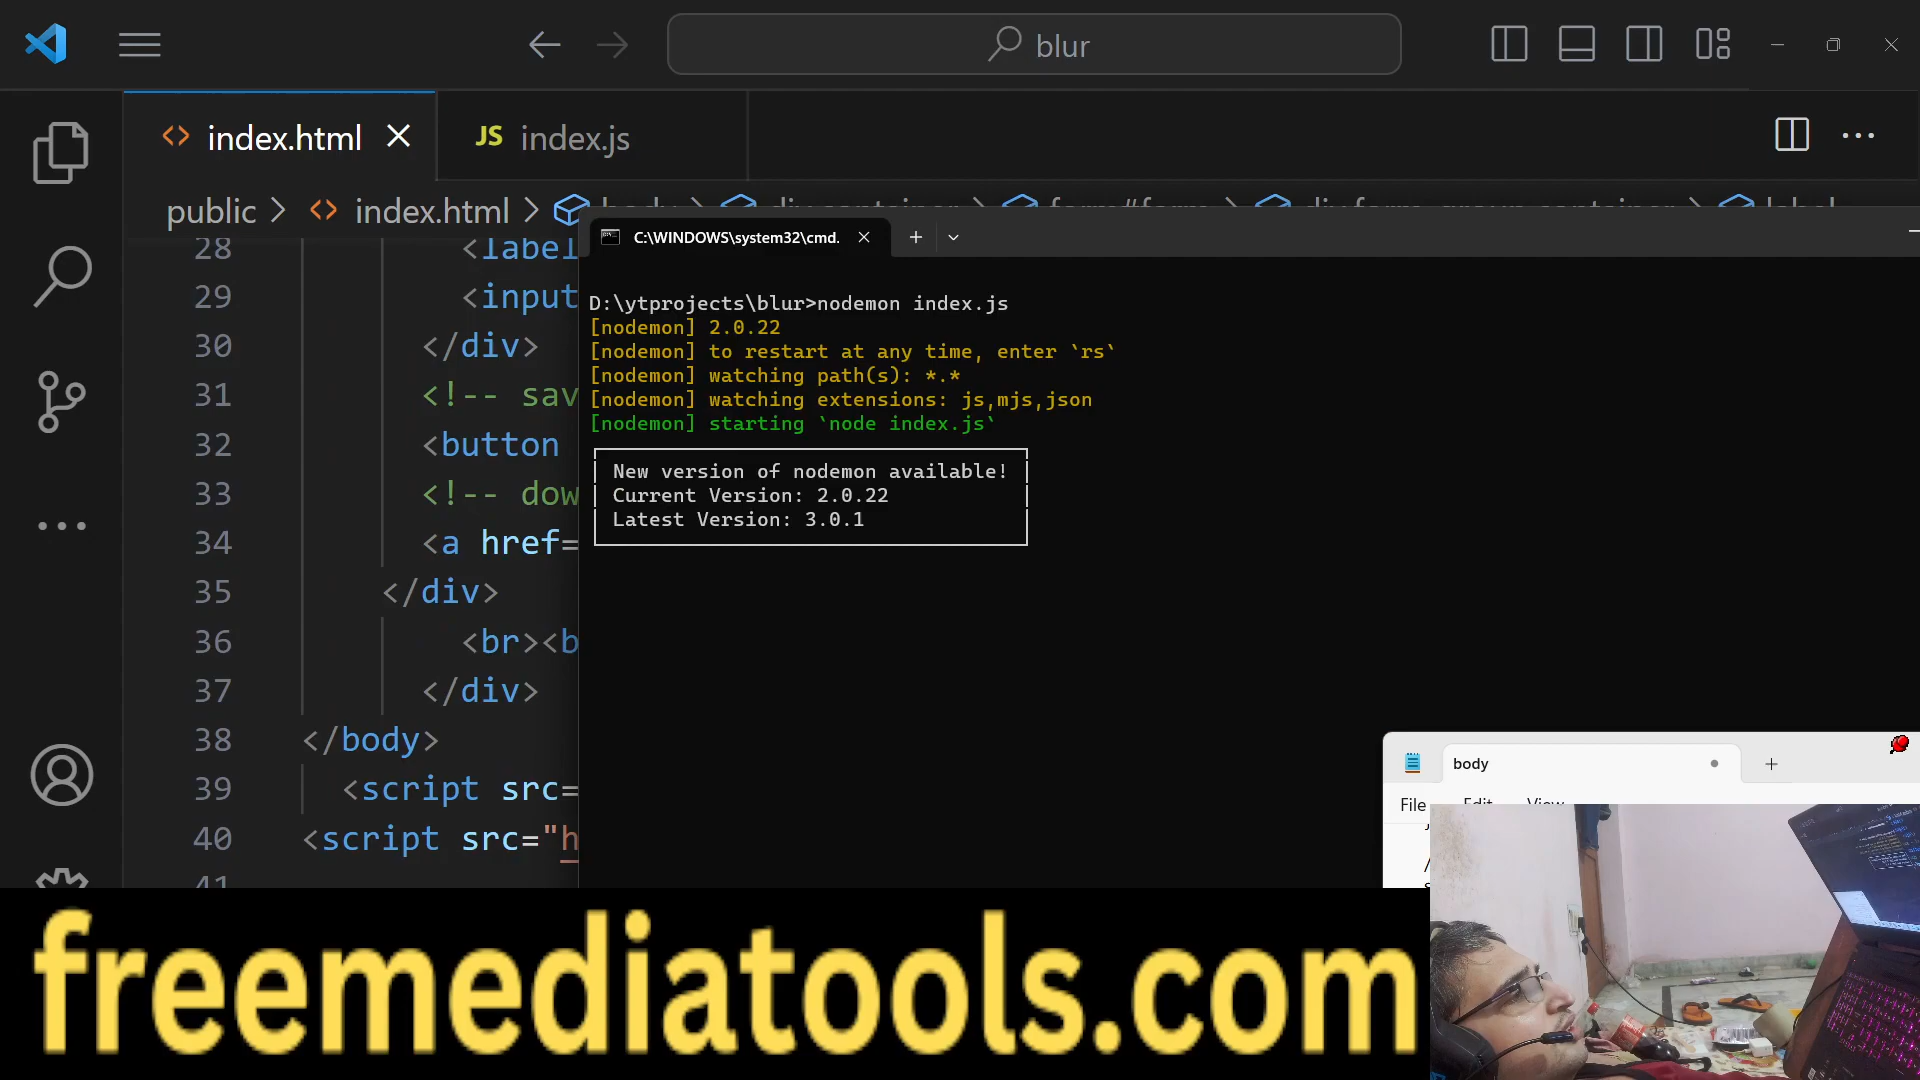 blur
index.html
JS index.js
public > index.html >
C:\WINDOWS\system32\cmd.
28 <label
29 <input
30 </div>
31 <!-- sav
32 <button
33 <!-- dow
34 <a href=
35 </div>
36 <br><b
37 </div>
38 </body>
39 <script src=
40 <script src="h
41
D:\ytprojects\blur>nodemon index.js
[nodemon] 2.0.22
[nodemon] to restart at any time, enter `rs`
[nodemon] watching path(s): *.*
[nodemon] watching extensions: js,mjs,json
[nodemon] starting `node index.js`
New version of nodemon available!
Current Version: 2.0.22
Latest Version: 3.0.1
body
File Edit View
freemediatools.com